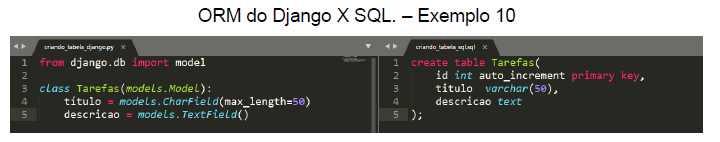 ORM do Django X SQL. – Exemplo 10
criando_tabela_django.py ×
1 from django.db import model
2
3 class Tarefas(models.Model):
4 título = models.CharField(max_length=50)
5 descricao = models.TextField()
criando_tabela_sql.sql ×
1 create table Tarefas(
2 id int auto_increment primary key,
3 titulo varchar(50),
4 descricao text
5 );